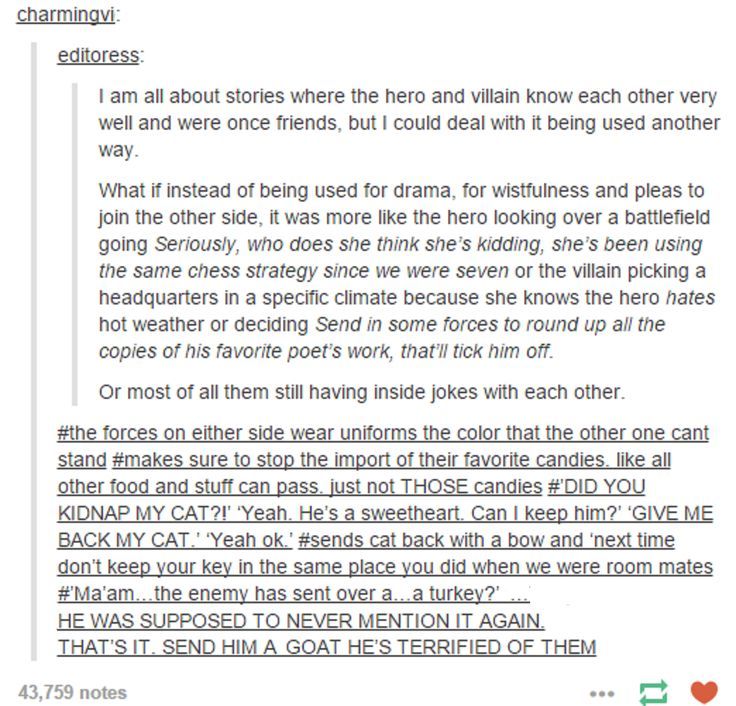 charmingvi:
editoress:
I am all about stories where the hero and villain know each other very
well and were once friends, but I could deal with it being used another
way.
What if instead of being used for drama, for wistfulness and pleas to
join the other side, it was more like the hero looking over a battlefield
going Seriously, who does she think she's kidding, she's been using
the same chess strategy since we were seven or the villain picking a
headquarters in a specific climate because she knows the hero hates
hot weather or deciding Send in some forces to round up all the
copies of his favorite poet's work, that'll tick him off.
Or most of all them still having inside jokes with each other.
#the forces on either side wear uniforms the color that the other one cant
stand #makes sure to stop the import of their favorite candies. like all
other food and stuff can pass. just not THOSE candies #'DID YOU
KIDNAP MY CAT?!' 'Yeah. He's a sweetheart. Can I keep him?' 'GIVE ME
BACK MY CAT.' 'Yeah ok.' #sends cat back with a bow and 'next time
don't keep your key in the same place you did when we were room mates
#'Ma'am…the enemy has sent over a…a turkey?' …'
HE WAS SUPPOSED TO NEVER MENTION IT AGAIN.
THAT'S IT. SEND HIM A GOAT HE'S TERRIFIED OF THEM
43,759 notes